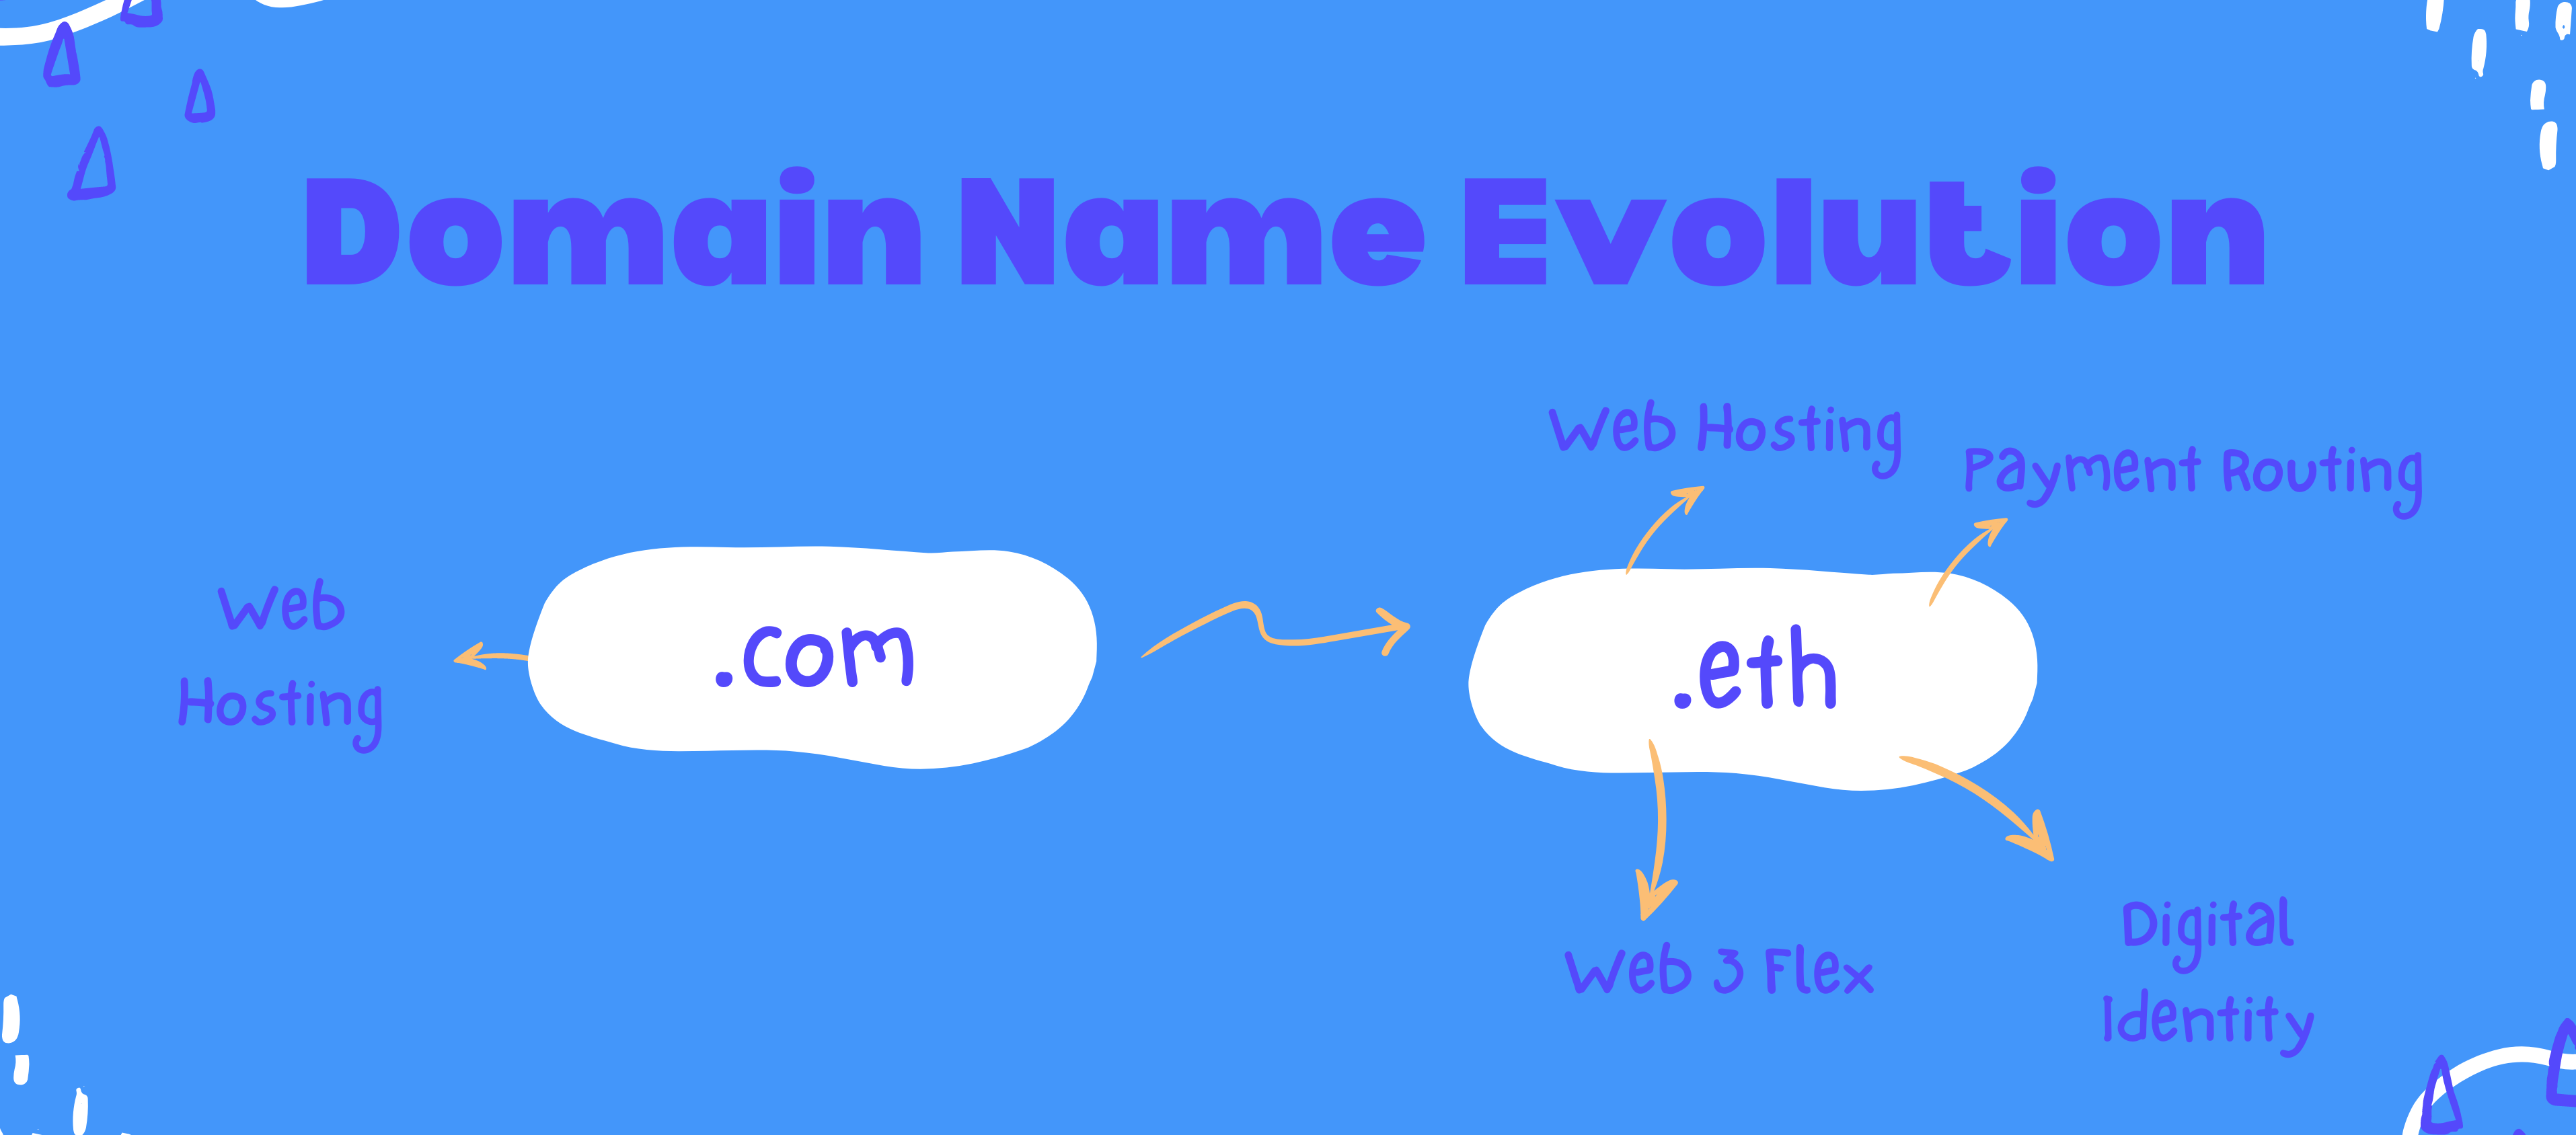 Domain Name Evolution
Web
Hosting
.com
.eth
Web Hosting
Payment Routing
Web 3 Flex
Digital
Identity